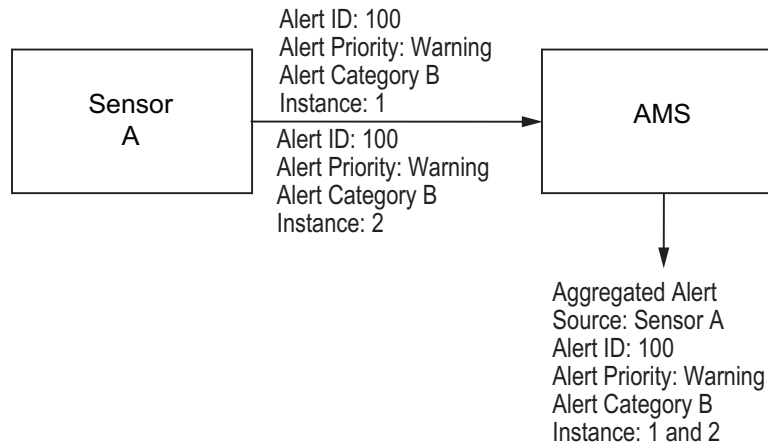 Alert ID: 100
Alert Priority: Warning
Alert Category B
Instance: 1
Sensor
A
AMS
Alert ID: 100
Alert Priority: Warning
Alert Category B
Instance: 2
Aggregated Alert
Source: Sensor A
Alert ID: 100
Alert Priority: Warning
Alert Category B
Instance: 1 and 2